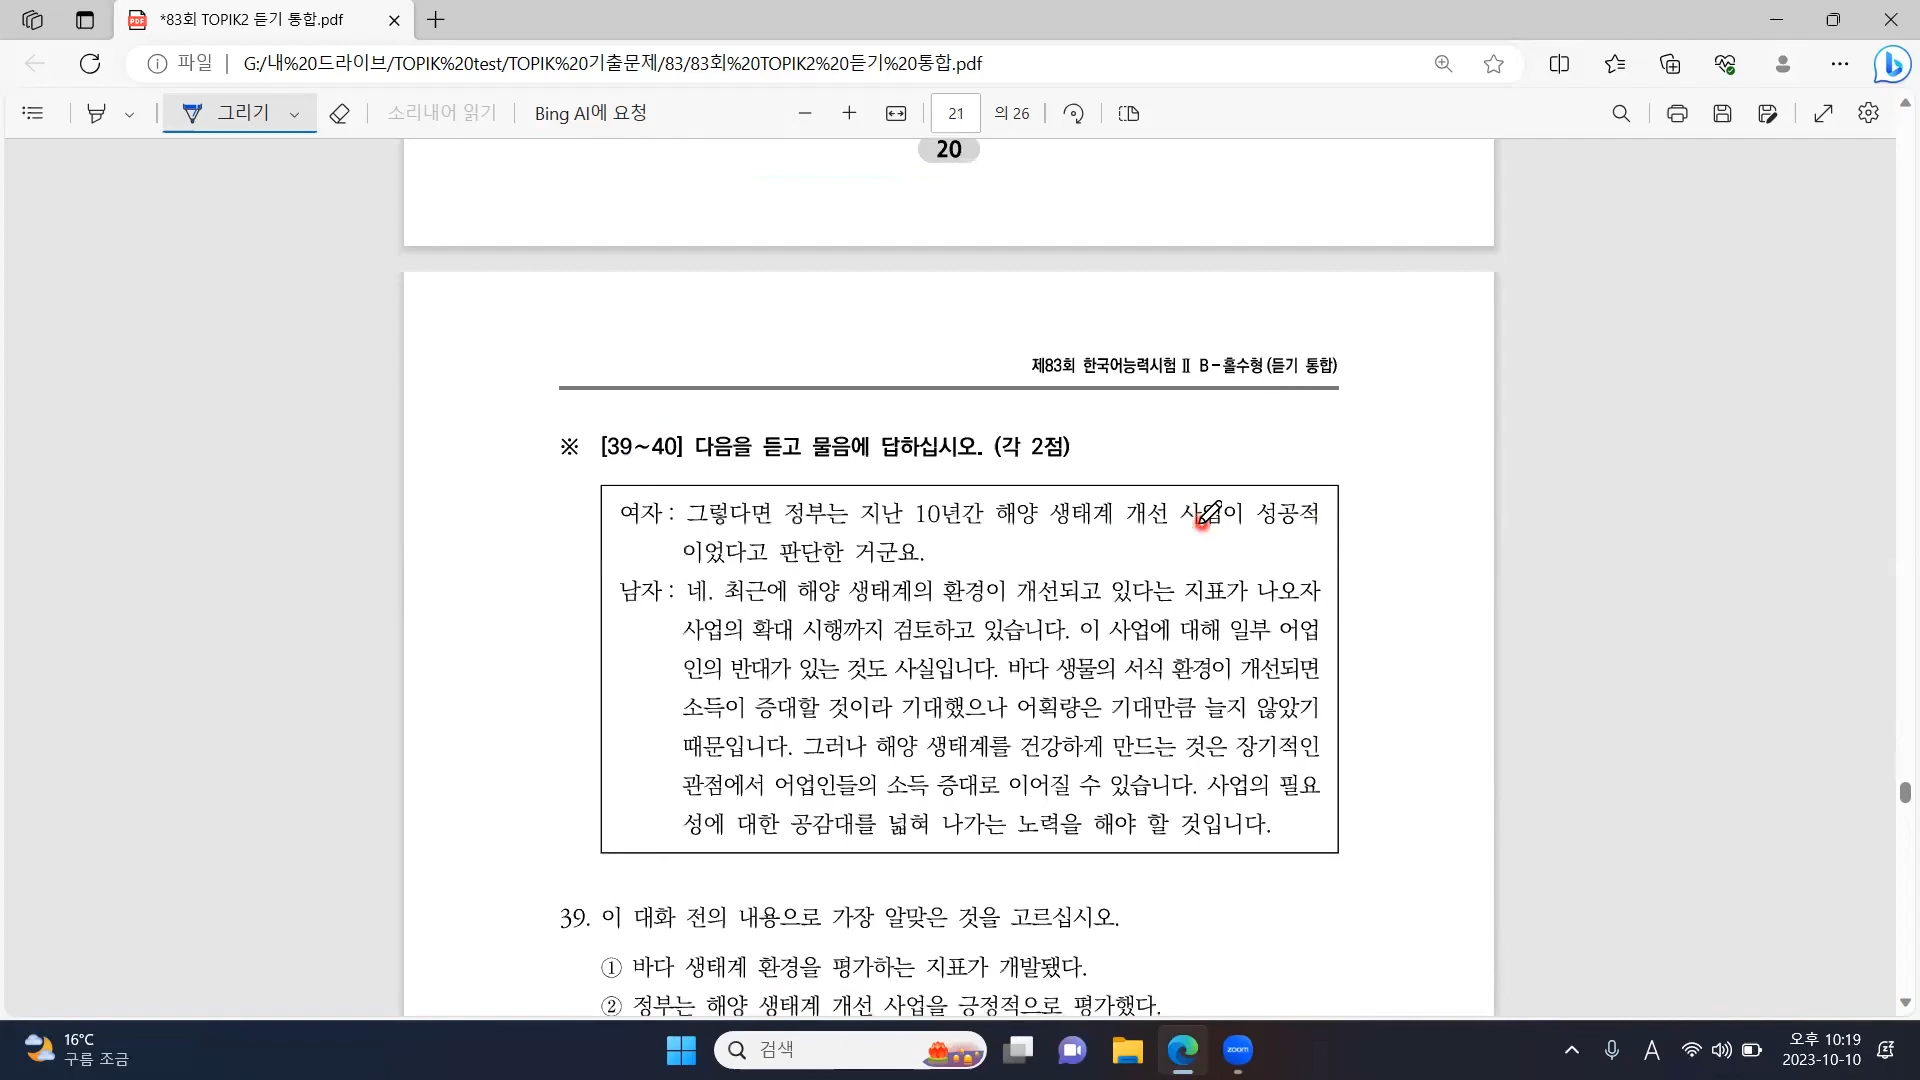 *83회 TOPIK2 듣기 통합.pdf
파일
G:/내%20드라이브/TOPIK%20test/TOPIK%20기출문제/83/83회%20TOPIK2%20듣기%20통합.pdf
그리기
소리내어 읽기
Bing AI에 요청
21 의 26
20
제83회 한국어능력시험 Ⅱ B-홀수형(듣기 통합)
※ [39~40] 다음을 듣고 물음에 답하십시오. (각 2점)
여자 : 그렇다면 정부는 지난 10년간 해양 생태계 개선 사업이 성공적
이었다고 판단한 거군요.
남자 : 네. 최근에 해양 생태계의 환경이 개선되고 있다는 지표가 나오자
사업의 확대 시행까지 검토하고 있습니다. 이 사업에 대해 일부 어업
인의 반대가 있는 것도 사실입니다. 바다 생물의 서식 환경이 개선되면
소득이 증대할 것이라 기대했으나 어획량은 기대만큼 늘지 않았기
때문입니다. 그러나 해양 생태계를 건강하게 만드는 것은 장기적인
관점에서 어업인들의 소득 증대로 이어질 수 있습니다. 사업의 필요
성에 대한 공감대를 넓혀 나가는 노력을 해야 할 것입니다.
39. 이 대화 전의 내용으로 가장 알맞은 것을 고르십시오.
① 바다 생태계 환경을 평가하는 지표가 개발됐다.
② 정부는 해양 생태계 개선 사업을 긍정적으로 평가했다.
16°C
구름 조금
검색
zoom
A
오후 10:19
2023-10-10